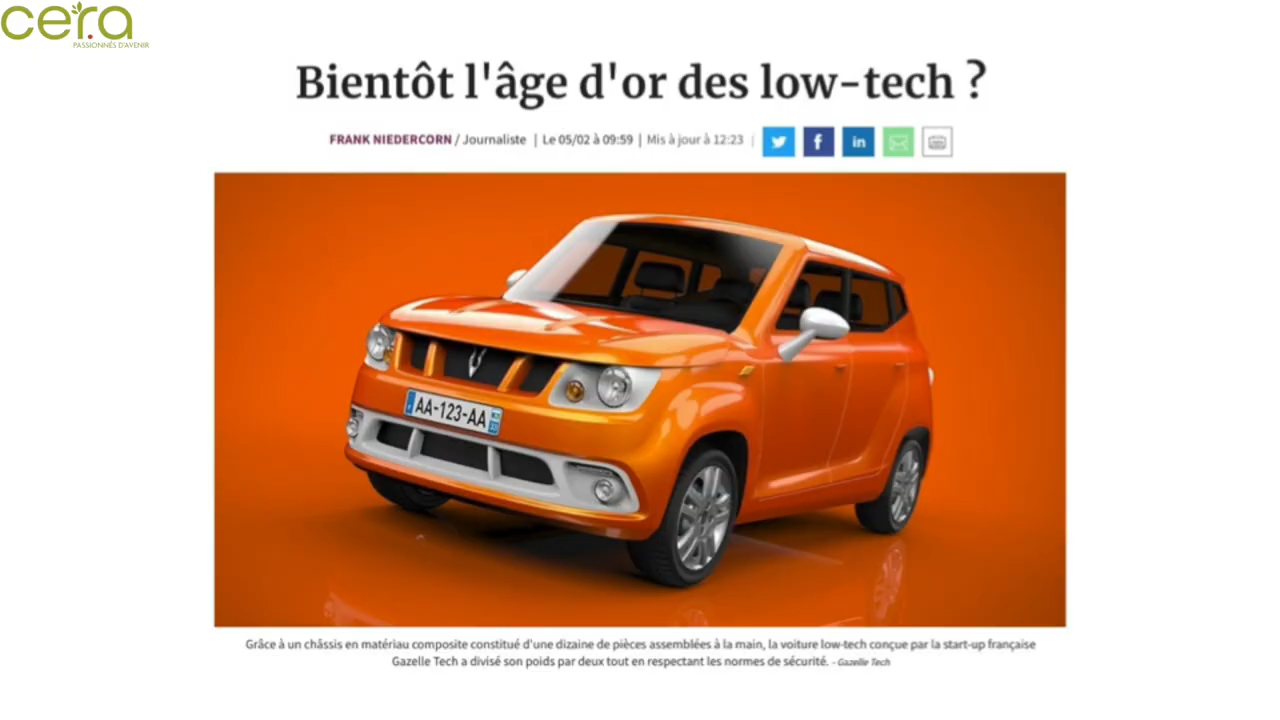 cera
PASSIONNÉS D'AVENIR
Bientôt l'âge d'or des low-tech ?
FRANK NIEDERCORN / Journaliste | Le 05/02 à 09:59 | Mis à jour à 12:23 |
AA-123-AA
Grâce à un châssis en matériau composite constitué d'une dizaine de pièces assemblées à la main, la voiture low-tech conçue par la start-up française
Gazelle Tech a divisé son poids par deux tout en respectant les normes de sécurité. - Gazelle Tech